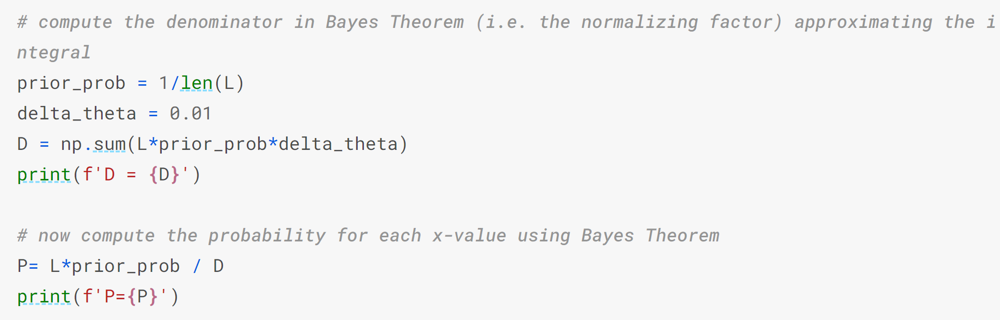 # compute the denominator in Bayes Theorem (i.e. the normalizing factor) approximating the i
ntegral
prior_prob = 1/len(L)
delta_theta = 0.01
D = np.sum(L*prior_prob*delta_theta)
print(f'D = {D}')
# now compute the probability for each x-value using Bayes Theorem
P= L*prior_prob / D
print(f'P={P}')